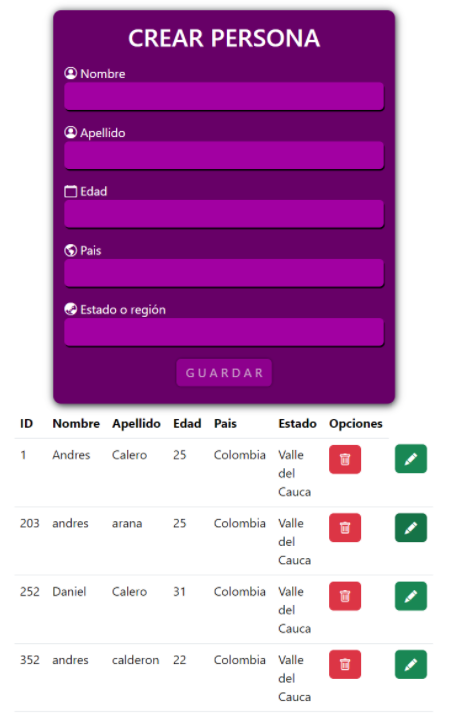 CREAR PERSONA
Nombre
Apellido
Edad
Pais
Estado o región
GUARDAR
ID Nombre Apellido Edad Pais Estado Opciones
1 Andres Calero 25 Colombia Valle
del
Cauca
203 andres arana 25 Colombia Valle
del
Cauca
252 Daniel Calero 31 Colombia Valle
del
Cauca
352 andres calderon 22 Colombia Valle
del
Cauca